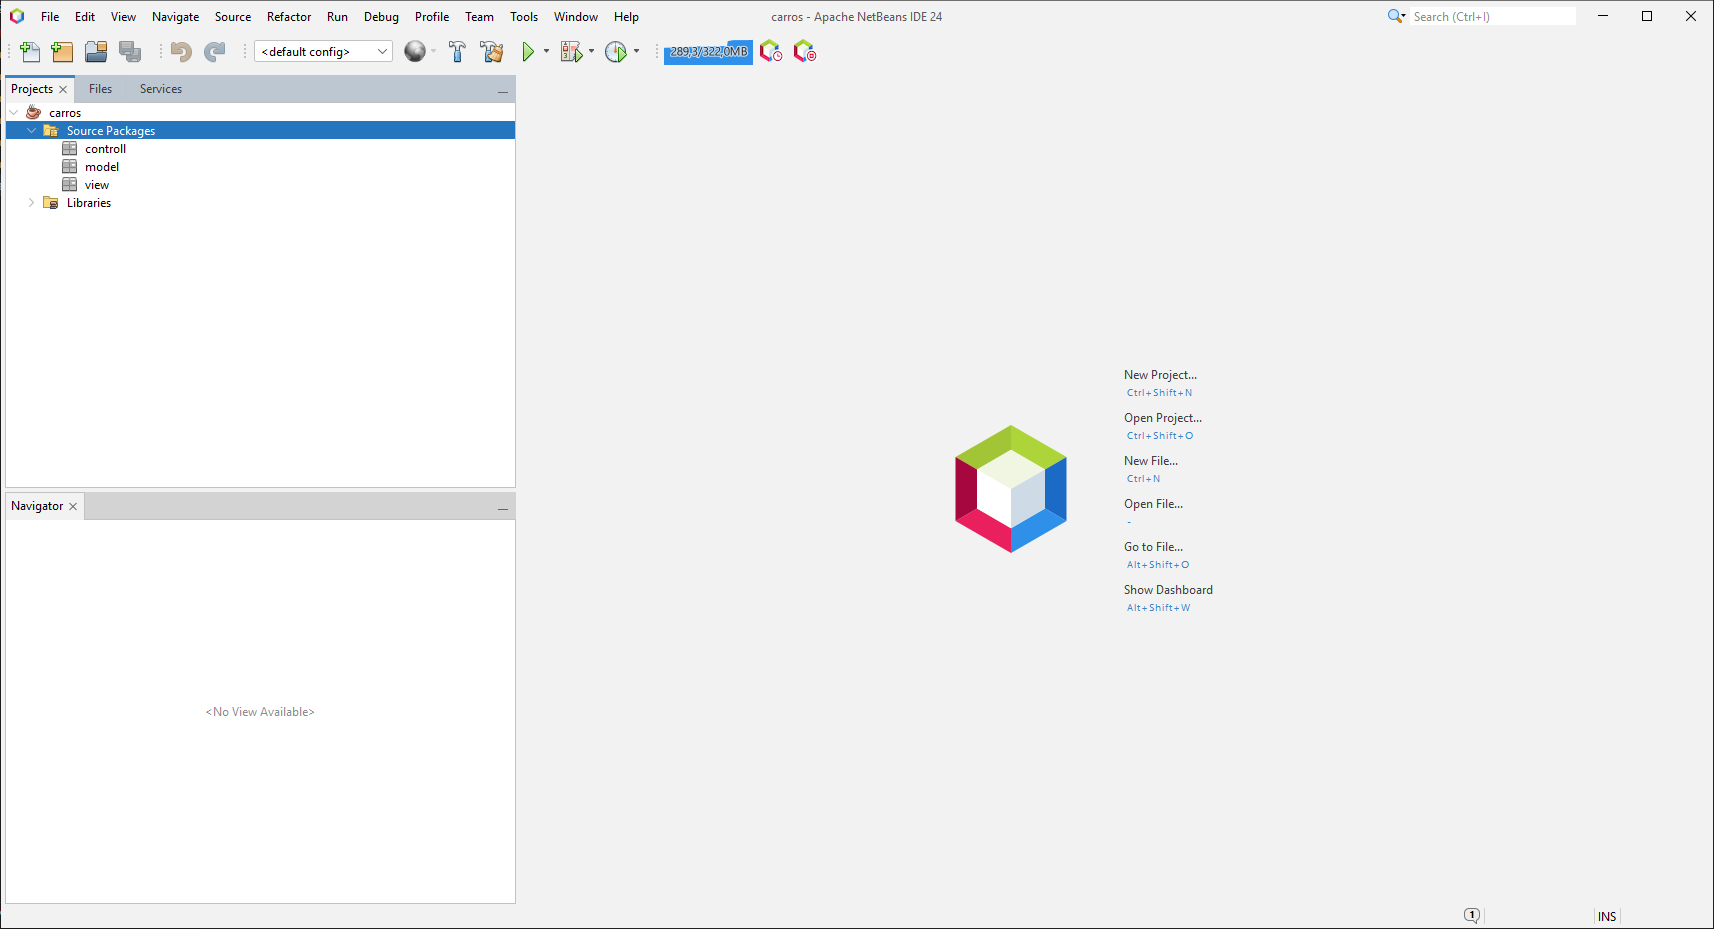 File Edit View Navigate Source Refactor Run Debug Profile Team Tools Window Help carros - Apache NetBeans IDE 24 Search (Ctrl+I)
<default config> 289,3/322,0MB
Projects Files Services
carros
Source Packages
controll
model
view
Libraries
New Project...
Ctrl+Shift+N
Open Project...
Ctrl+Shift+O
New File...
Ctrl+N
Open File...
-
Go to File...
Alt+Shift+O
Show Dashboard
Alt+Shift+W
Navigator
<No View Available>
1 INS